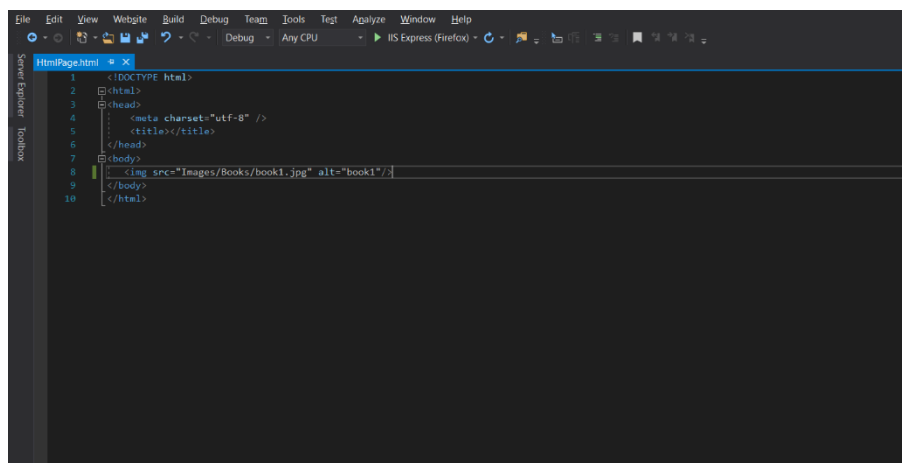 File Edit View Website Build Debug Team Tools Test Analyze Window Help
Debug Any CPU IIS Express (Firefox)
HtmlPage.html
Server Explorer
Toolbox
1 <!DOCTYPE html>
2 <html>
3 <head>
4 <meta charset="utf-8" />
5 <title></title>
6 </head>
7 <body>
8 <img src="Images/Books/book1.jpg" alt="book1"/>
9 </body>
10 </html>